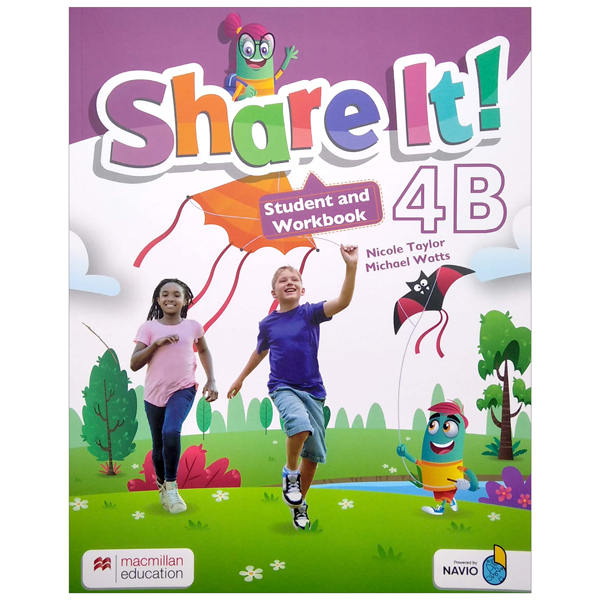 Share It!
Student and
Workbook
4B
Nicole Taylor
Michael Watts
macmillan
education
Powered by
NAVIO